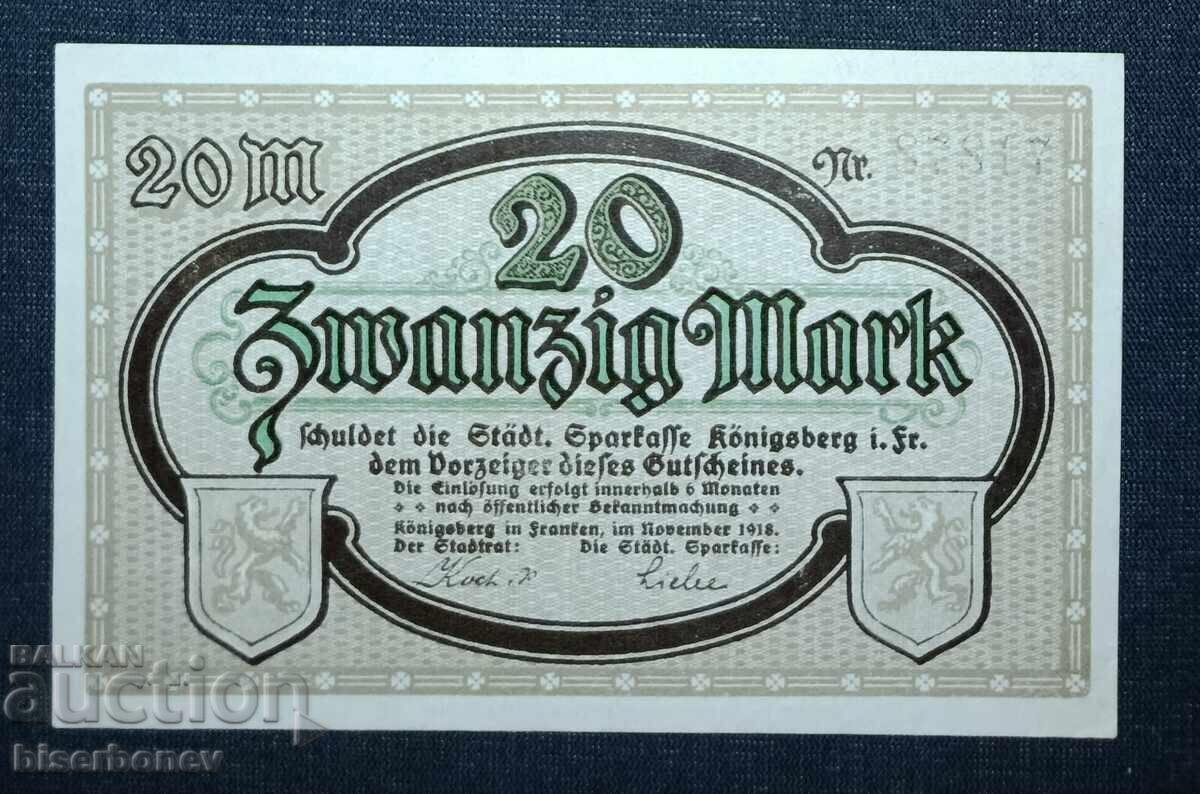 20 M
Nr.
20
Zwanzig Mark
schuldet die Städt. Sparkasse Königsberg i. Fr.
dem Vorzeiger dieses Gutscheines.
Die Einlösung erfolgt innerhalb 6 Monaten
nach öffentlicher Bekanntmachung
Königsberg in Franken, im November 1918.
Der Stadtrat: Die Städt. Sparkasse:
Koch
BALKAN
auction
biserbonev